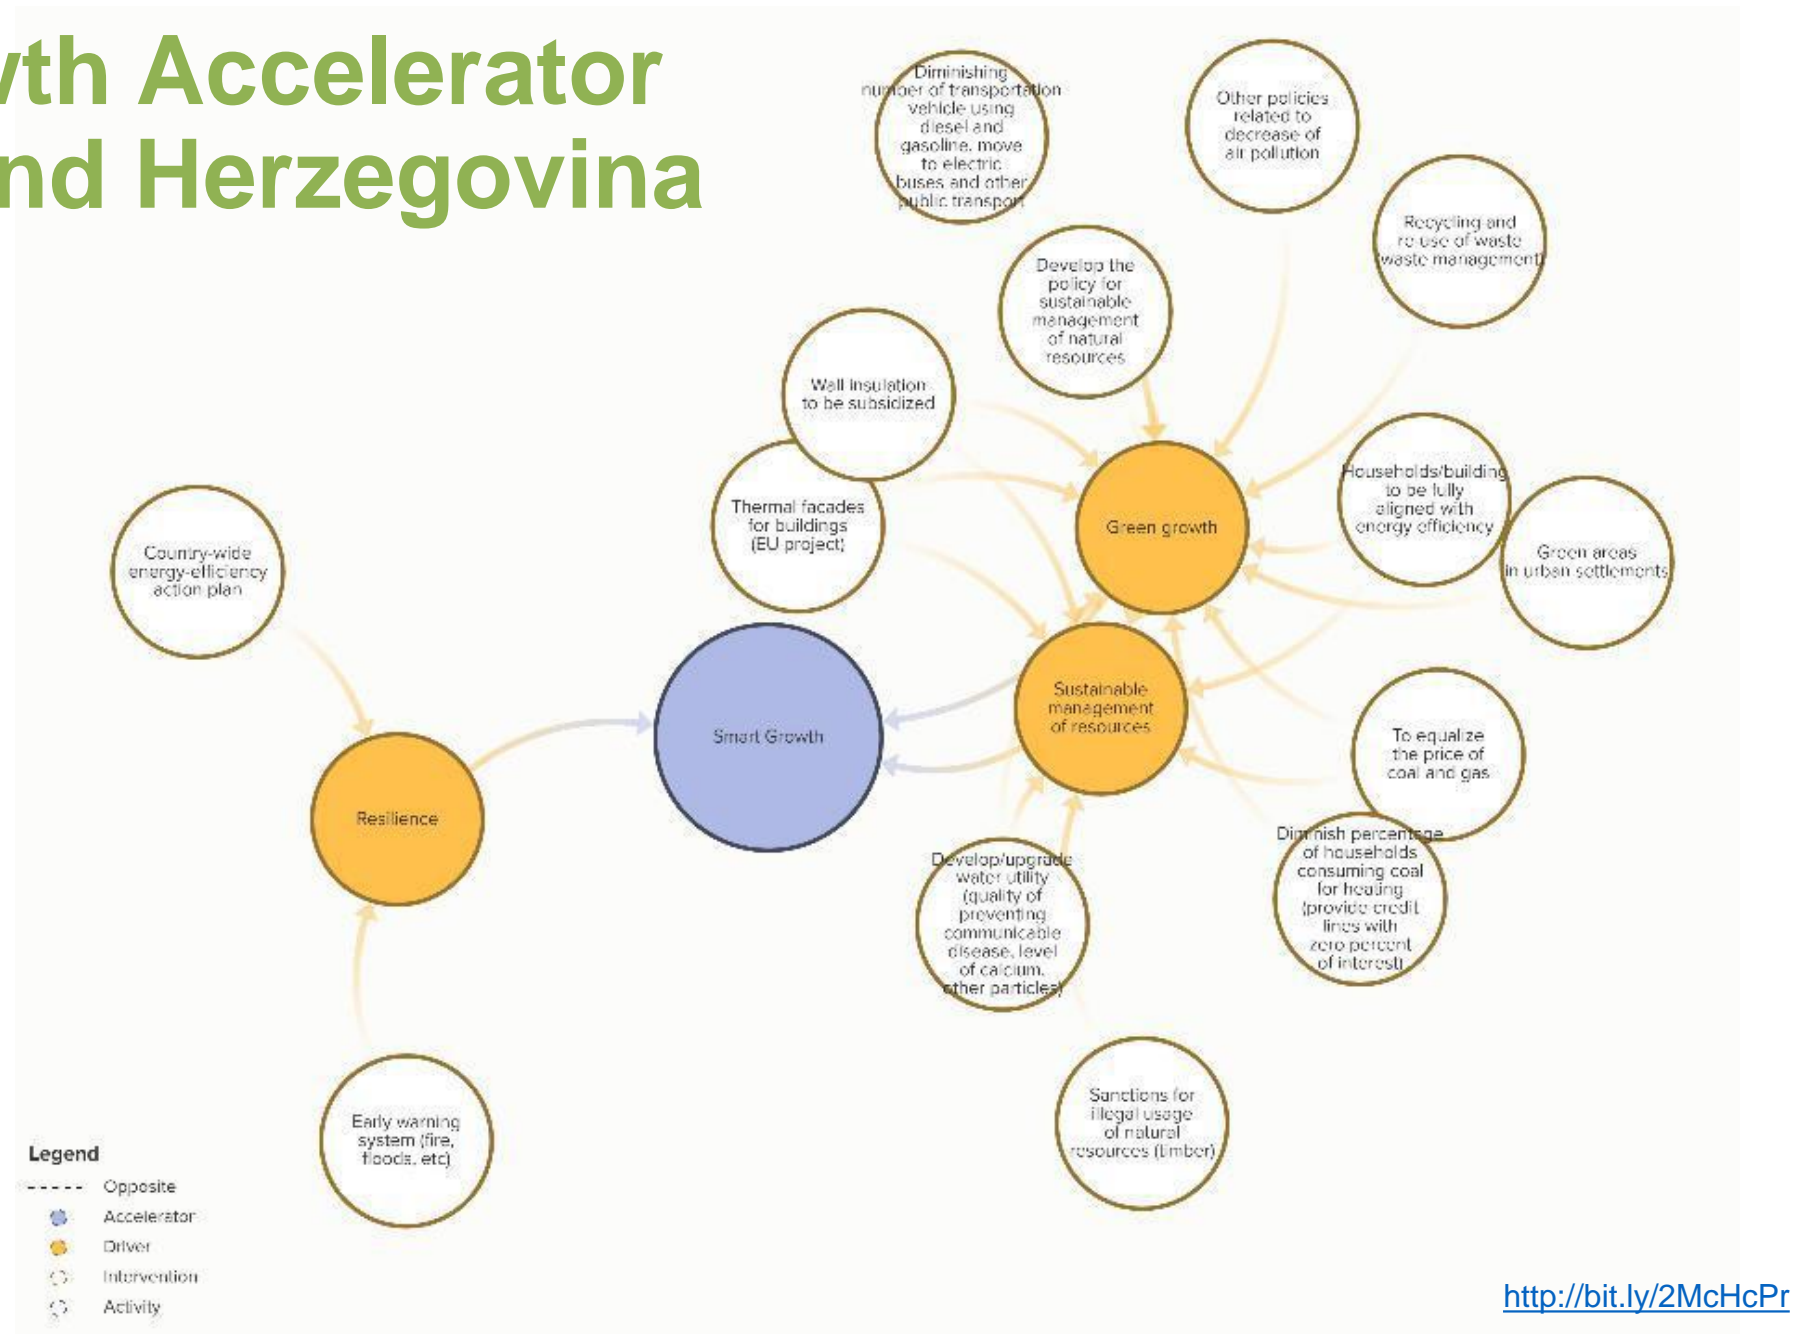 wth Accelerator
nd Herzegovina
Diminishing
number of transportation
vehicle using
diesel and
gasoline, move
to electric
buses and other
public transport
Other policies
related to
decrease of
air pollution
Recycling and
re-use of waste
(waste management)
Develop the
policy for
sustainable
management
of natural
resources
Wall insulation
to be subsidized
Thermal facades
for buildings
(EU project)
Green growth
Households/building
to be fully
aligned with
energy efficiency
Green areas
in urban settlements
Country-wide
energy-efficiency
action plan
Smart Growth
Sustainable
management
of resources
To equalize
the price of
coal and gas
Resilience
Diminish percentage
of households
consuming coal
for heating
(provide credit
lines with
zero percent
of interest)
Develop/upgrade
water utility
(quality of
preventing
communicable
disease, level
of calcium,
other particles)
Early warning
system (fire,
floods, etc)
Sanctions for
illegal usage
of natural
resources (timber)
Legend
Opposite
Accelerator
Driver
Intervention
Activity
http://bit.ly/2McHcPr